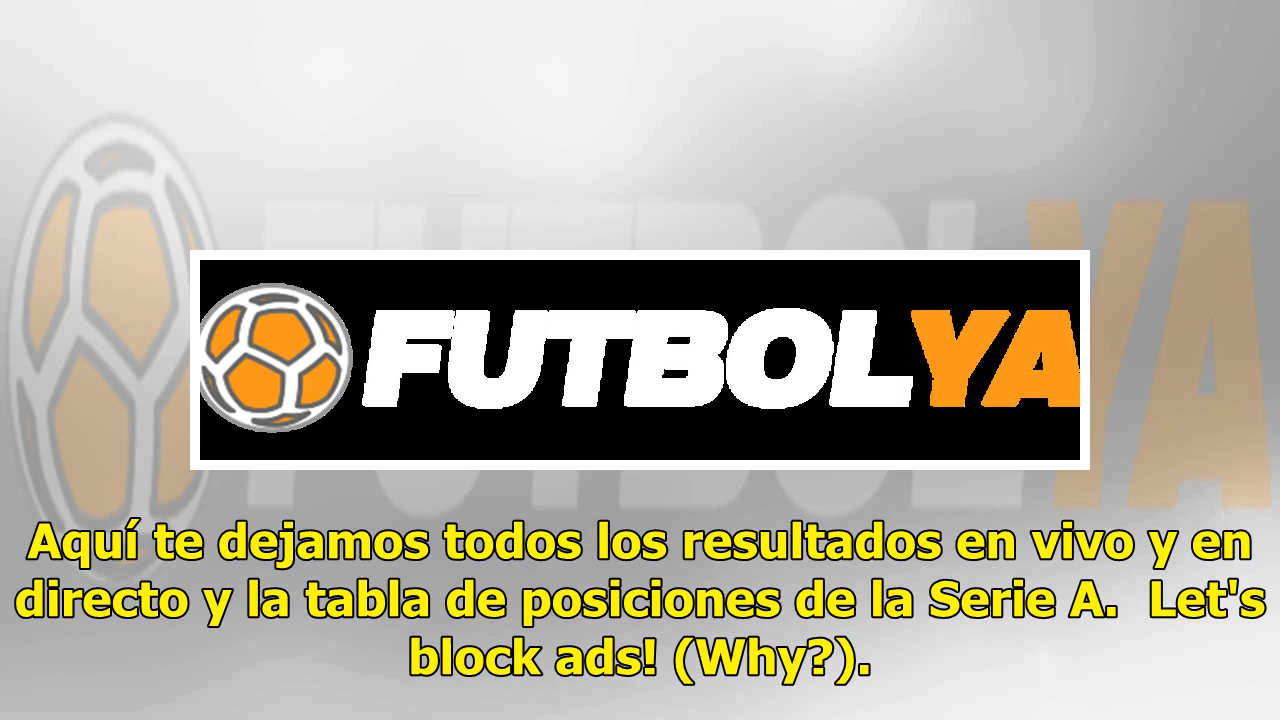 FUTBOLYA
FUTBOLYA
Aquí te dejamos todos los resultados en vivo y en
directo y la tabla de posiciones de la Serie A.  Let's
block ads! (Why?).